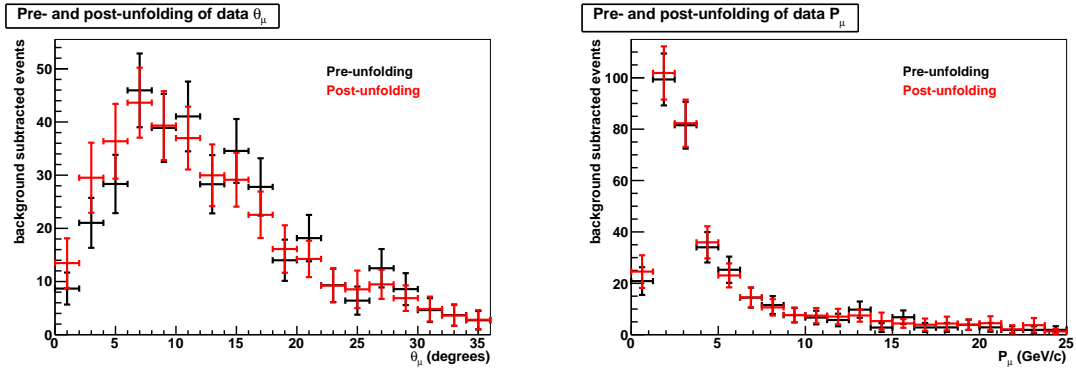 Pre- and post-unfolding of data θμ
background subtracted events
50
40
30
20
10
0
Pre-unfolding
Post-unfolding
0 5 10 15 20 25 30 35
θμ (degrees)
Pre- and post-unfolding of data Pμ
background subtracted events
100
80
60
40
20
0
Pre-unfolding
Post-unfolding
0 5 10 15 20 25
Pμ (GeV/c)